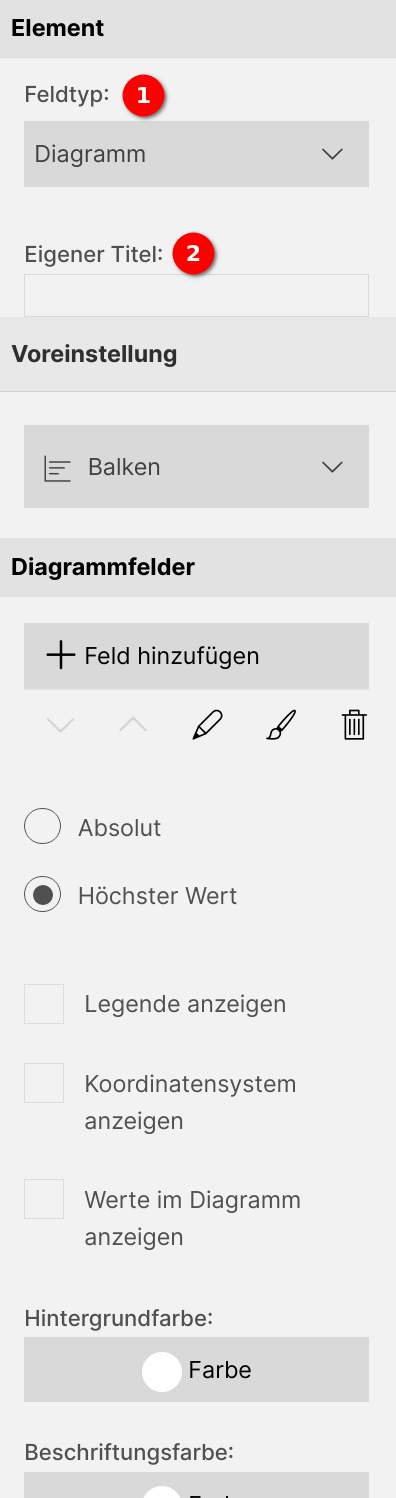 Element
Feldtyp: 1
Diagramm
Eigener Titel: 2
Voreinstellung
Balken
Diagrammfelder
Feld hinzufügen
Absolut
Höchster Wert
Legende anzeigen
Koordinatensystem
anzeigen
Werte im Diagramm
anzeigen
Hintergrundfarbe:
Farbe
Beschriftungsfarbe: